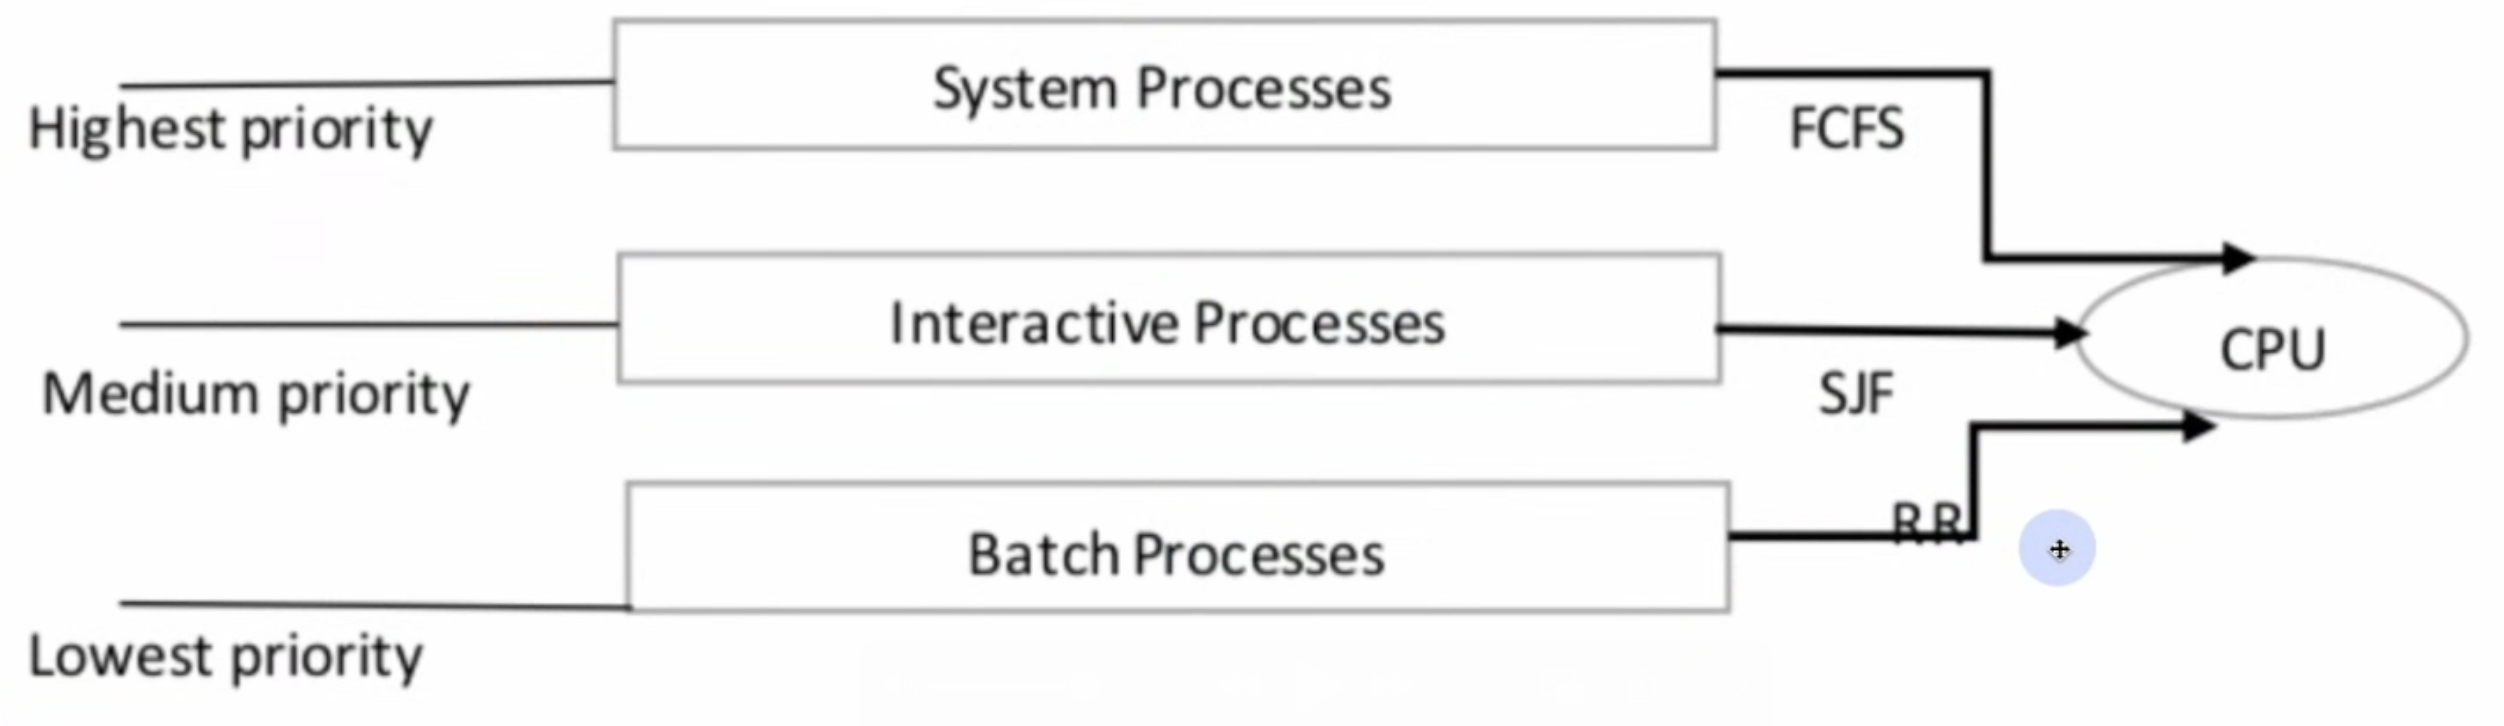 System Processes
Highest priority
FCFS
Interactive Processes
CPU
Medium priority
SJF
Batch Processes
RR
Lowest priority